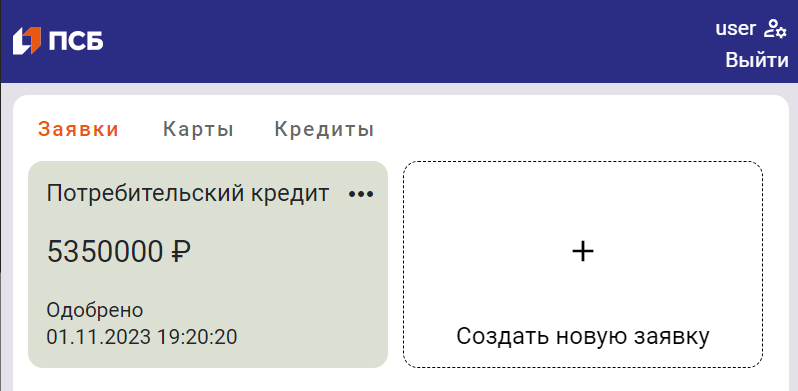 ПСБ
user
Выйти
Заявки Карты Кредиты
Потребительский кредит •••
5350000 ₽
Одобрено
01.11.2023 19:20:20
+
Создать новую заявку